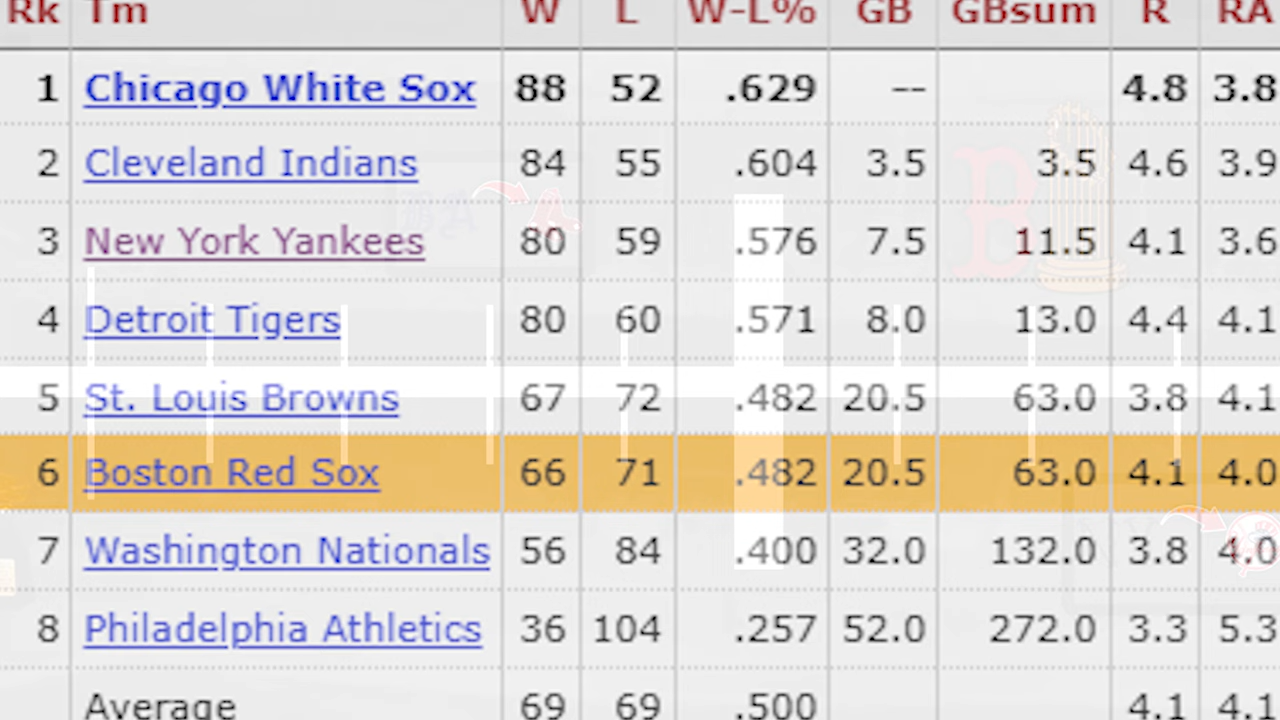 Rk Tm W L W-L% GB GBsum R RA
1 Chicago White Sox 88 52 .629 -- 4.8 3.8
2 Cleveland Indians 84 55 .604 3.5 3.5 4.6 3.9
3 New York Yankees 80 59 .576 7.5 11.5 4.1 3.6
4 Detroit Tigers 80 60 .571 8.0 13.0 4.4 4.1
5 St. Louis Browns 67 72 .482 20.5 63.0 3.8 4.1
6 Boston Red Sox 66 71 .482 20.5 63.0 4.1 4.0
7 Washington Nationals 56 84 .400 32.0 132.0 3.8 4.0
8 Philadelphia Athletics 36 104 .257 52.0 272.0 3.3 5.3
Average 69 69 .500 4.1 4.1